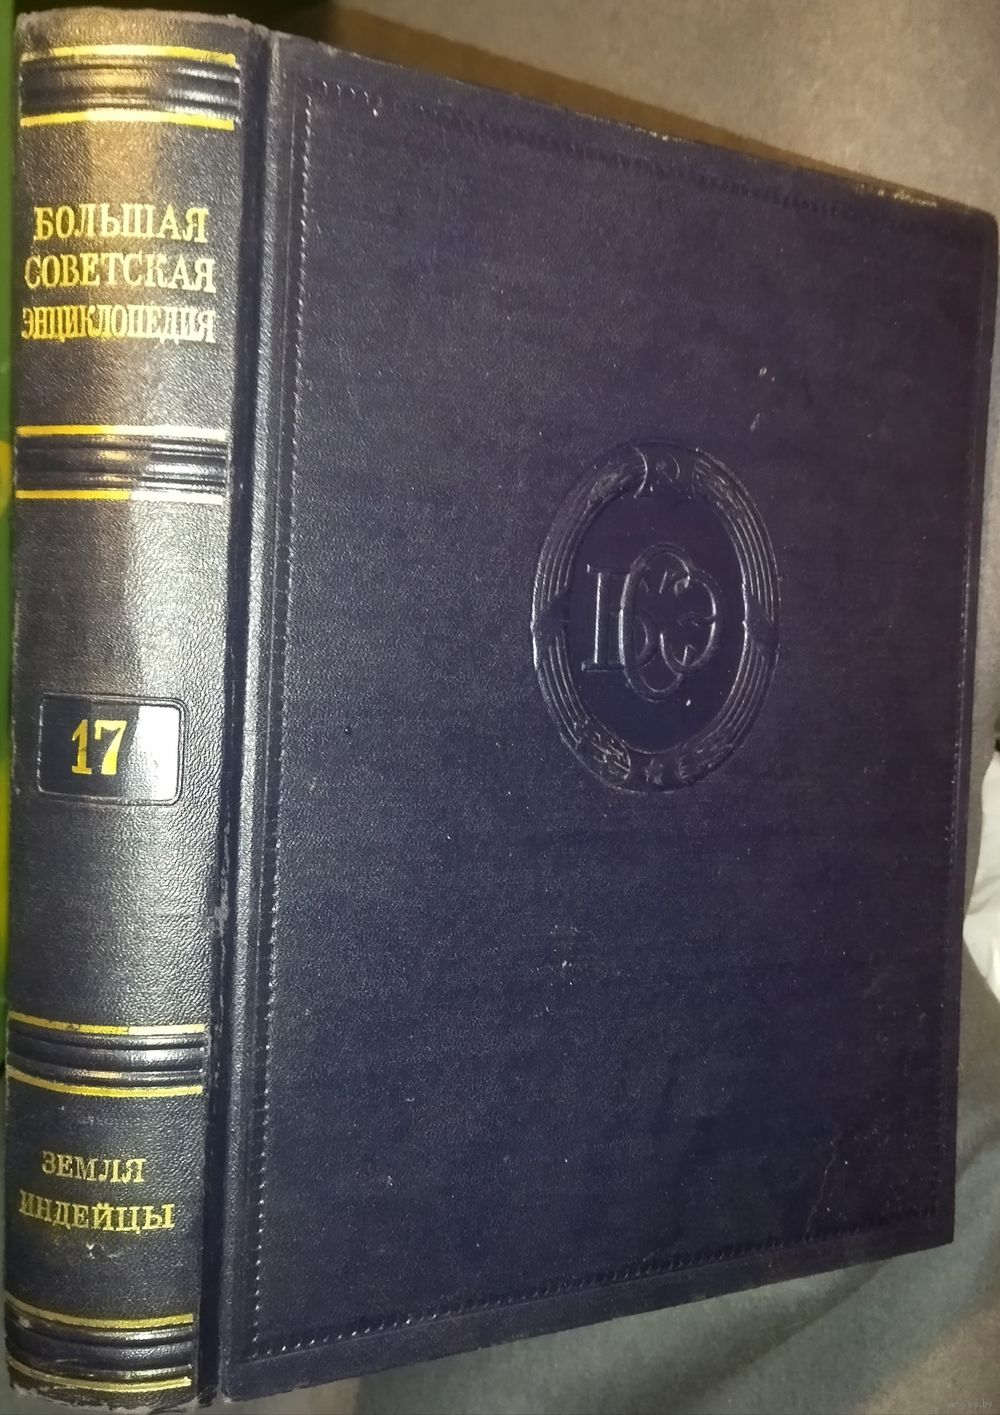 БОЛЬШАЯ
СОВЕТСКАЯ
ЭНЦИКЛОПЕДИЯ
17
ЗЕМЛЯ
ИНДЕЙЦЫ
БСЭ